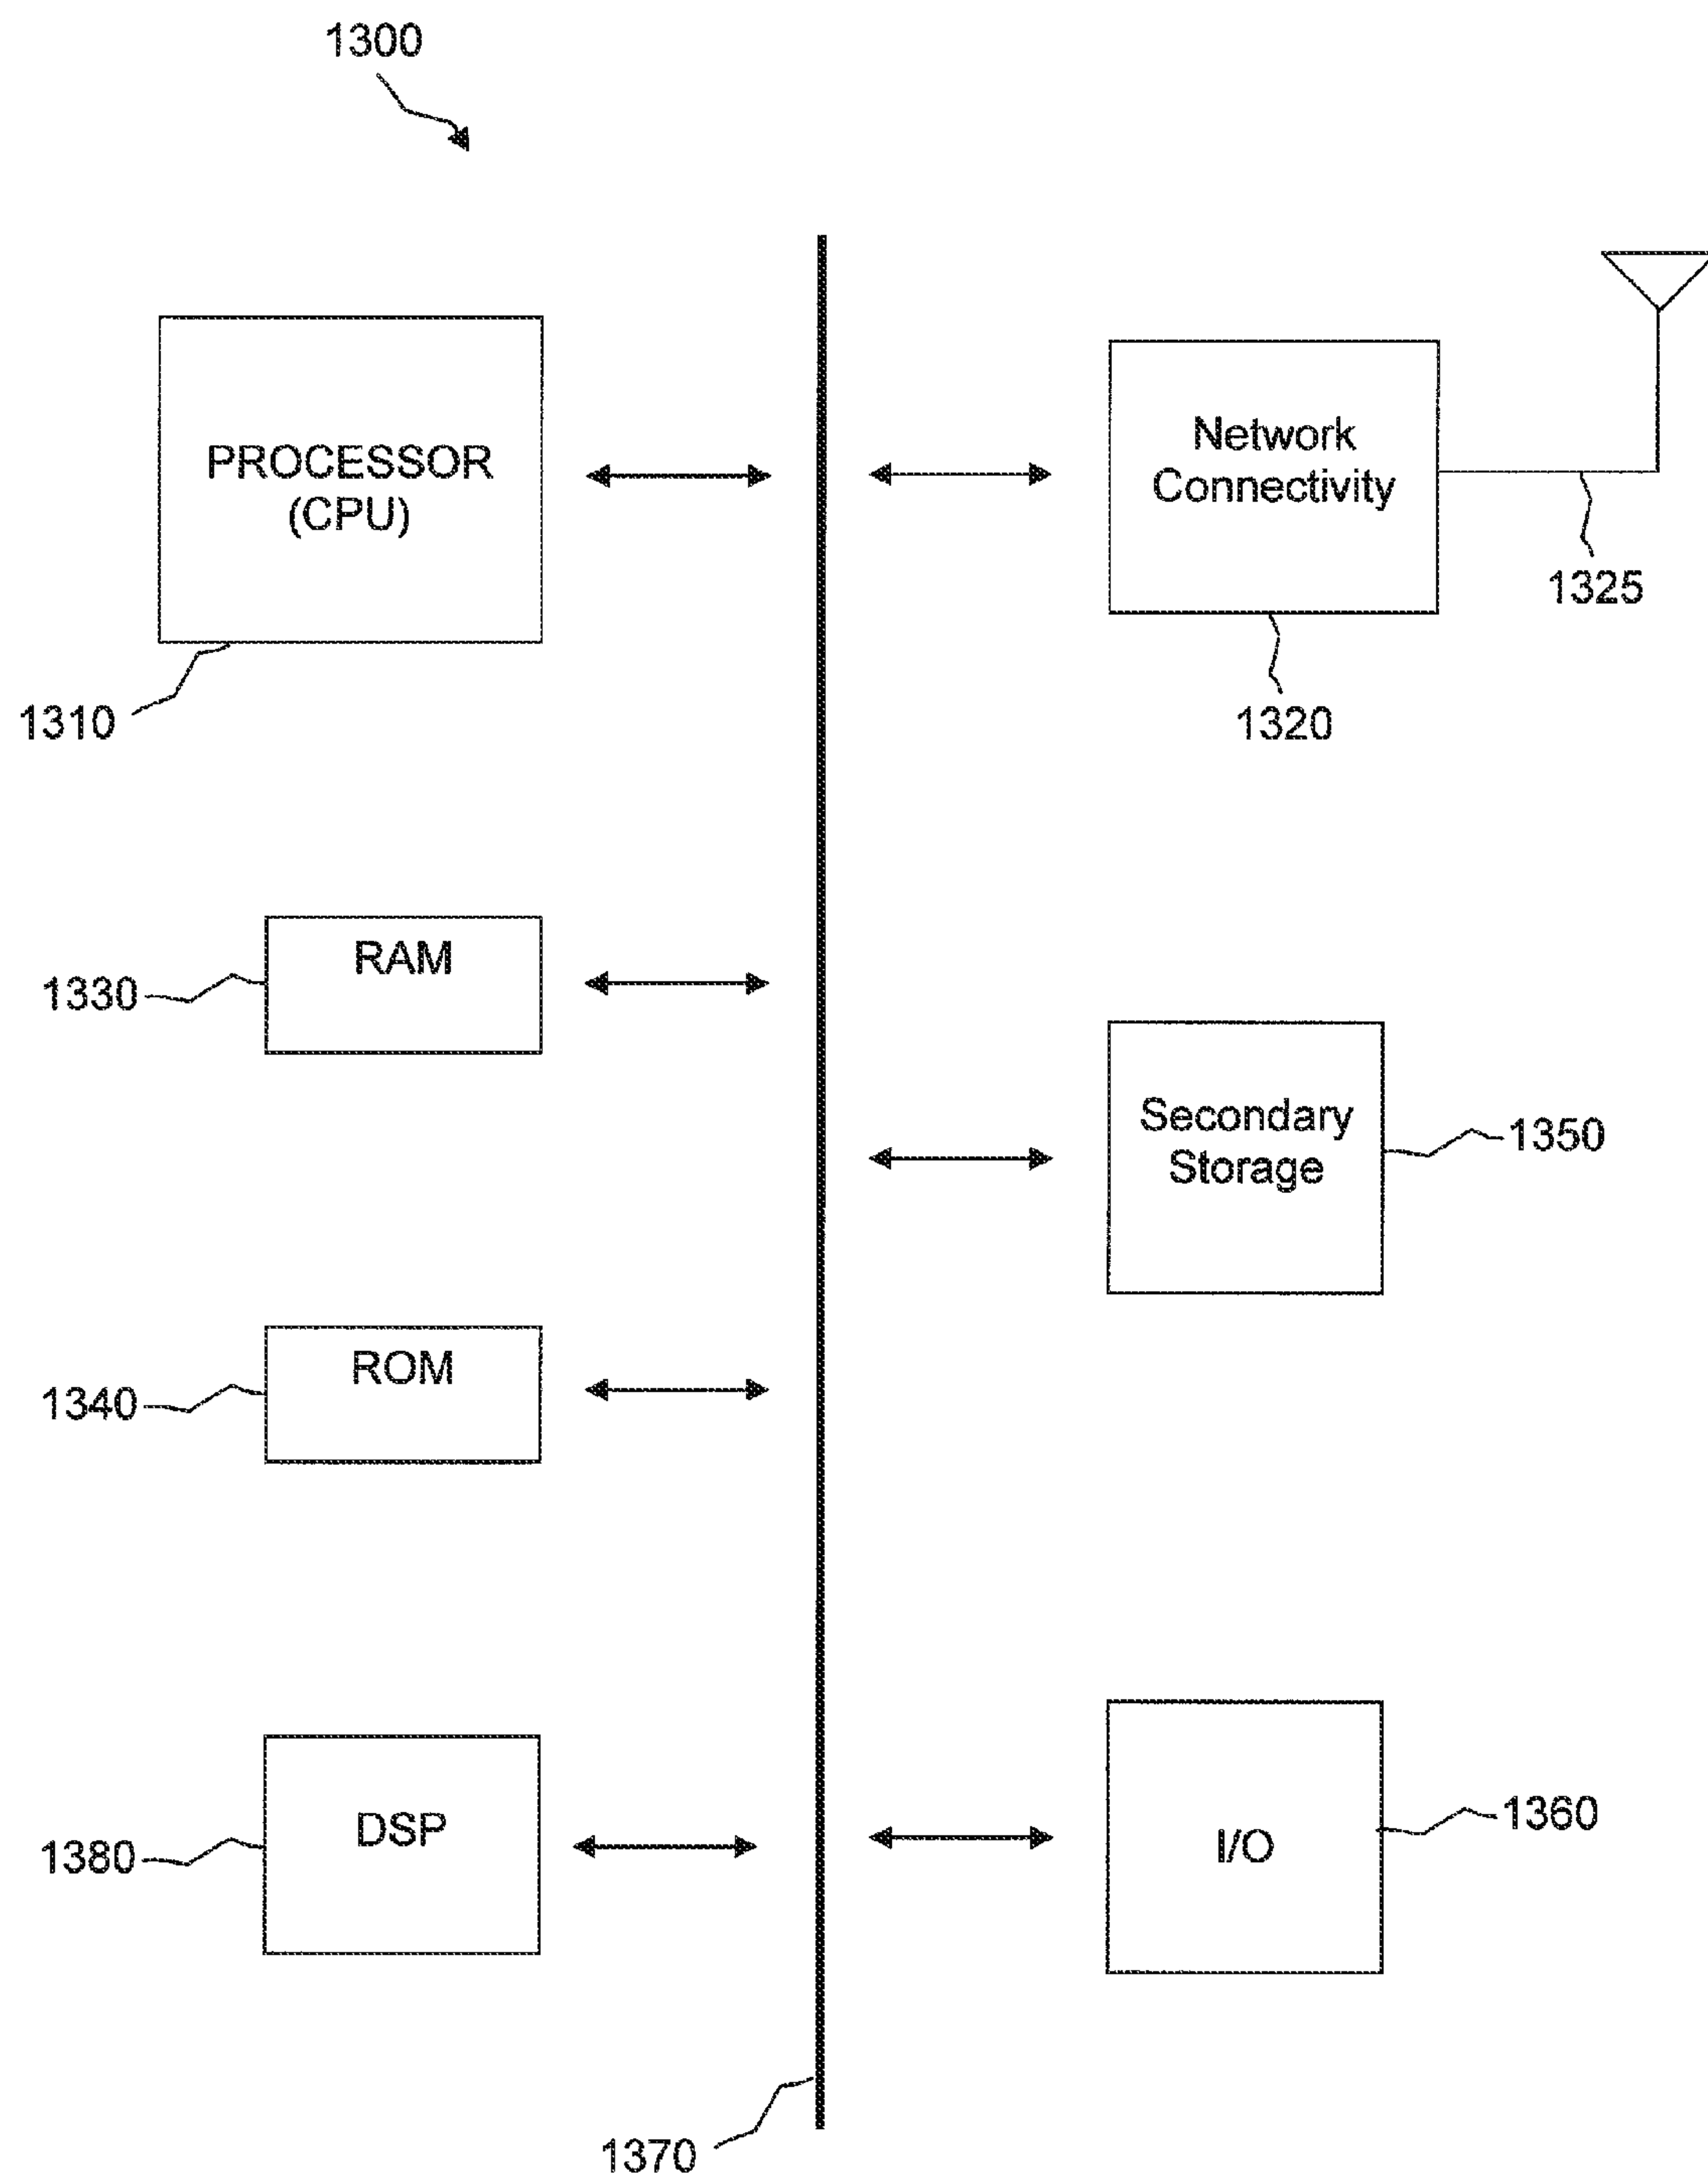 1300
PROCESSOR
(CPU)
1310
Network
Connectivity
1325
1320
RAM
1330
Secondary
Storage
1350
ROM
1340
DSP
1380
I/O
1360
1370